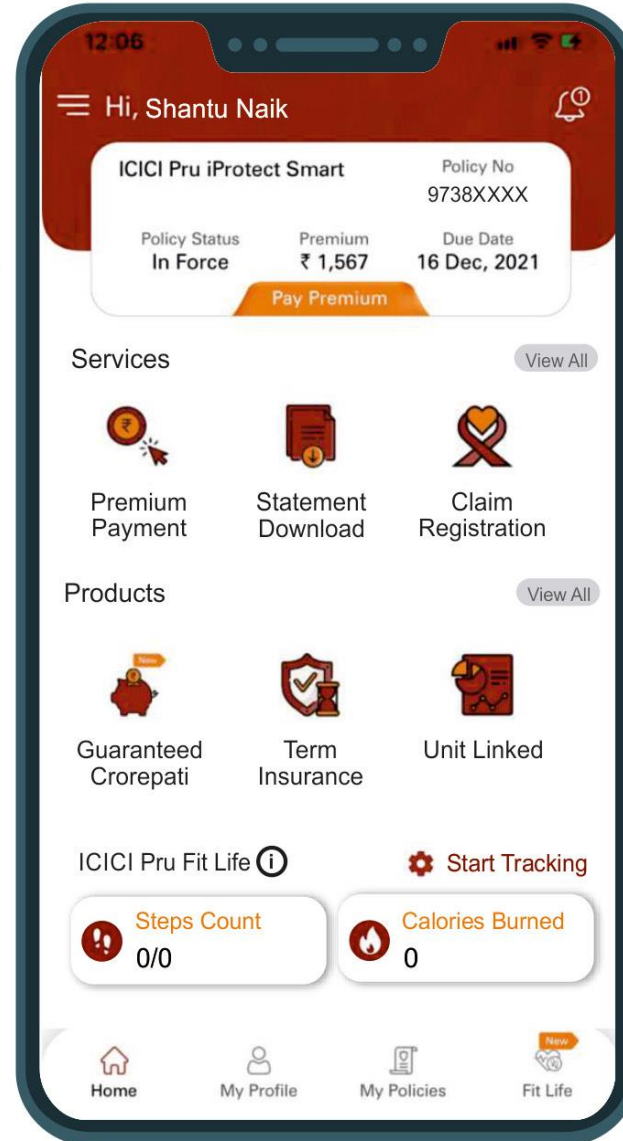 12:06
Hi, Shantu Naik
1
ICICI Pru iProtect Smart
Policy No
9738XXXX
Policy Status
Premium
Due Date
In Force
₹ 1,567
16 Dec, 2021
Pay Premium
Services
View All
₹
Premium
Payment
Statement
Download
Claim
Registration
Products
View All
New
₹
Guaranteed
Crorepati
Term
Insurance
Unit Linked
ICICI Pru Fit Life i
Start Tracking
Steps Count
0/0
Calories Burned
0
New
Home
My Profile
My Policies
Fit Life